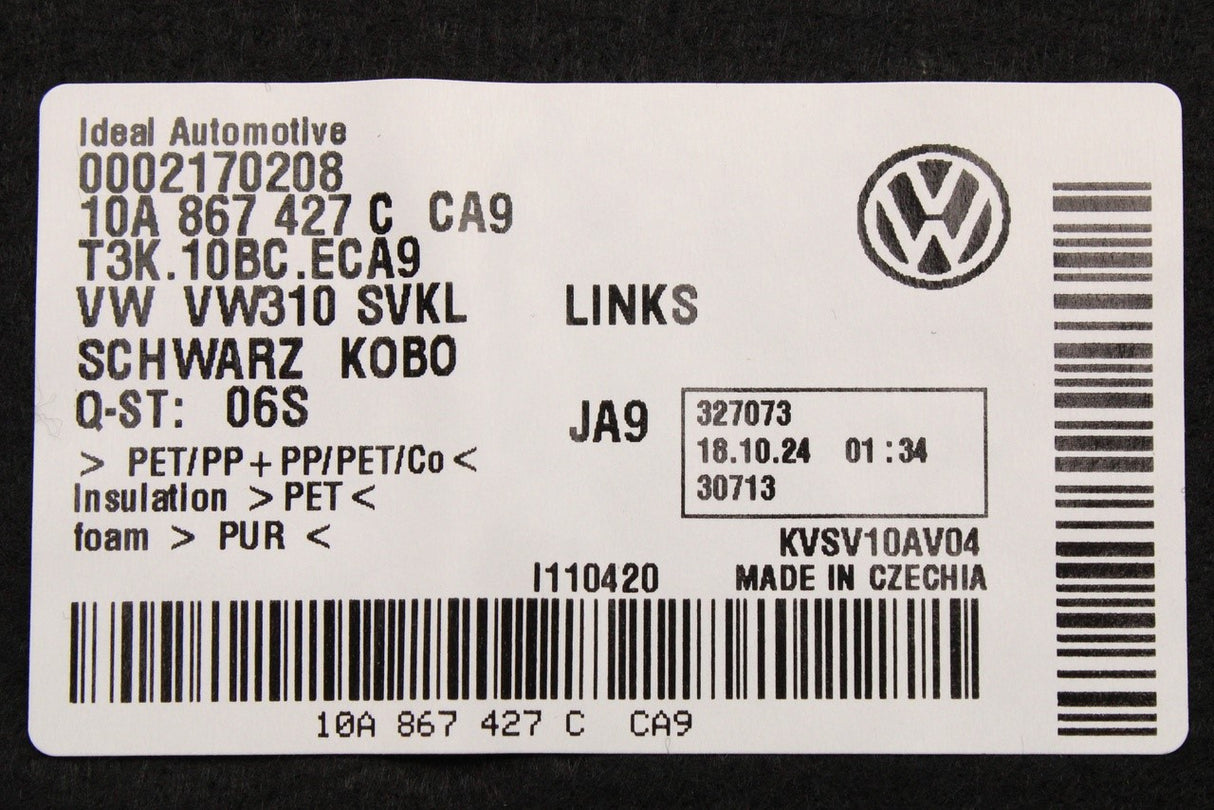 Ideal Automotive
0002170208
10A 867 427 C CA9
T3K.10BC.ECA9
VW VW310 SVKL LINKS
SCHWARZ KOBO
Q-ST: 06S JA9
> PET/PP + PP/PET/Co <
Insulation > PET <
foam > PUR <
327073
18.10.24 01:34
30713
KVSV10AV04
I110420 MADE IN CZECHIA
10A 867 427 C CA9